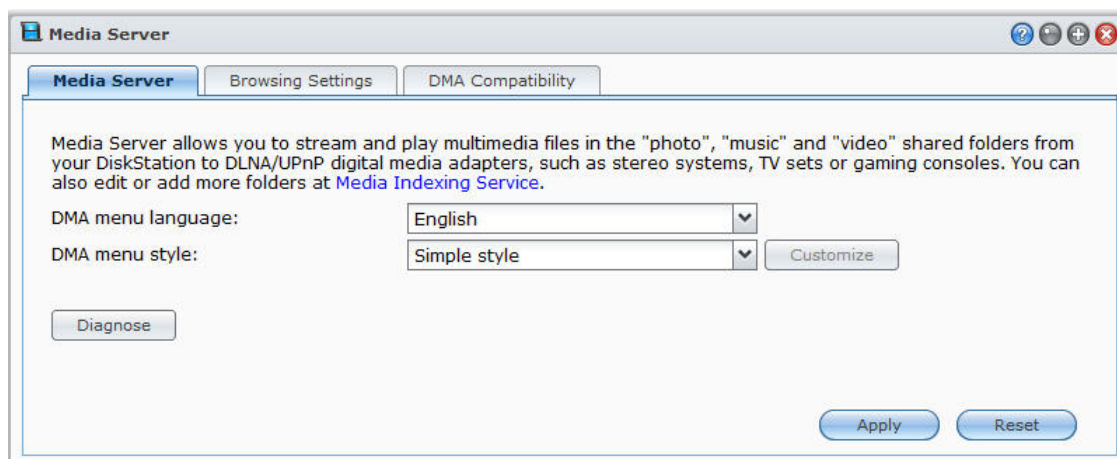 Media Server
Media Server Browsing Settings DMA Compatibility
Media Server allows you to stream and play multimedia files in the "photo", "music" and "video" shared folders from
your DiskStation to DLNA/UPnP digital media adapters, such as stereo systems, TV sets or gaming consoles. You can
also edit or add more folders at Media Indexing Service.
DMA menu language: English
DMA menu style: Simple style Customize
Diagnose
Apply Reset